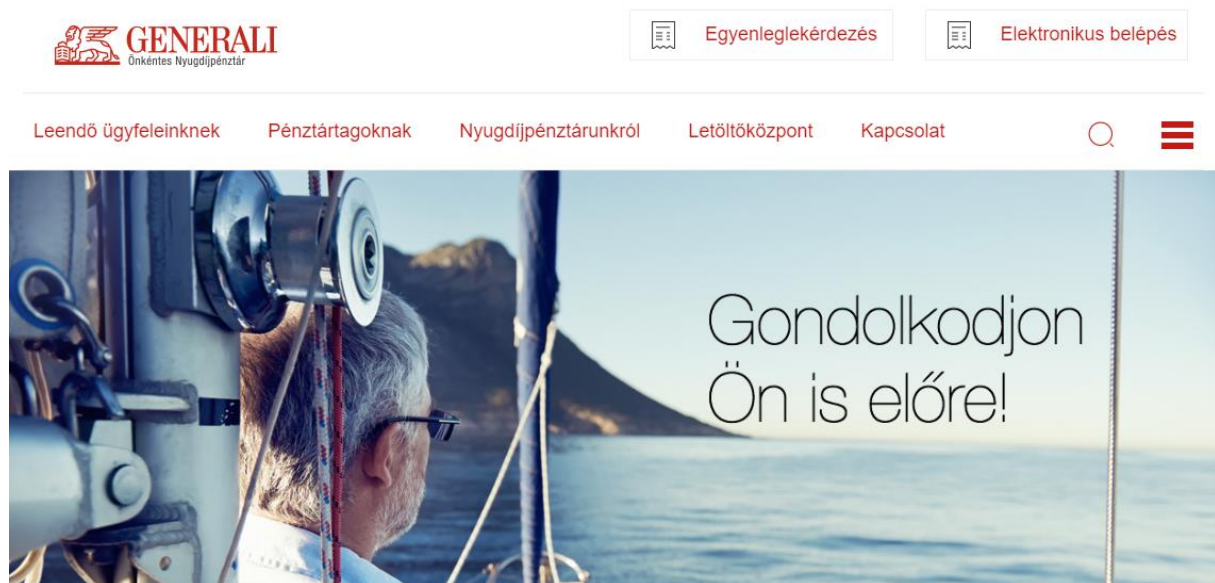 GENERALI
Önkéntes Nyugdíjpénztár
Egyenleglekérdezés
Elektronikus belépés
Leendő ügyfeleinknek
Pénztártagoknak
Nyugdíjpénztárunkról
Letöltőközpont
Kapcsolat
Gondolkodjon
Ön is előre!